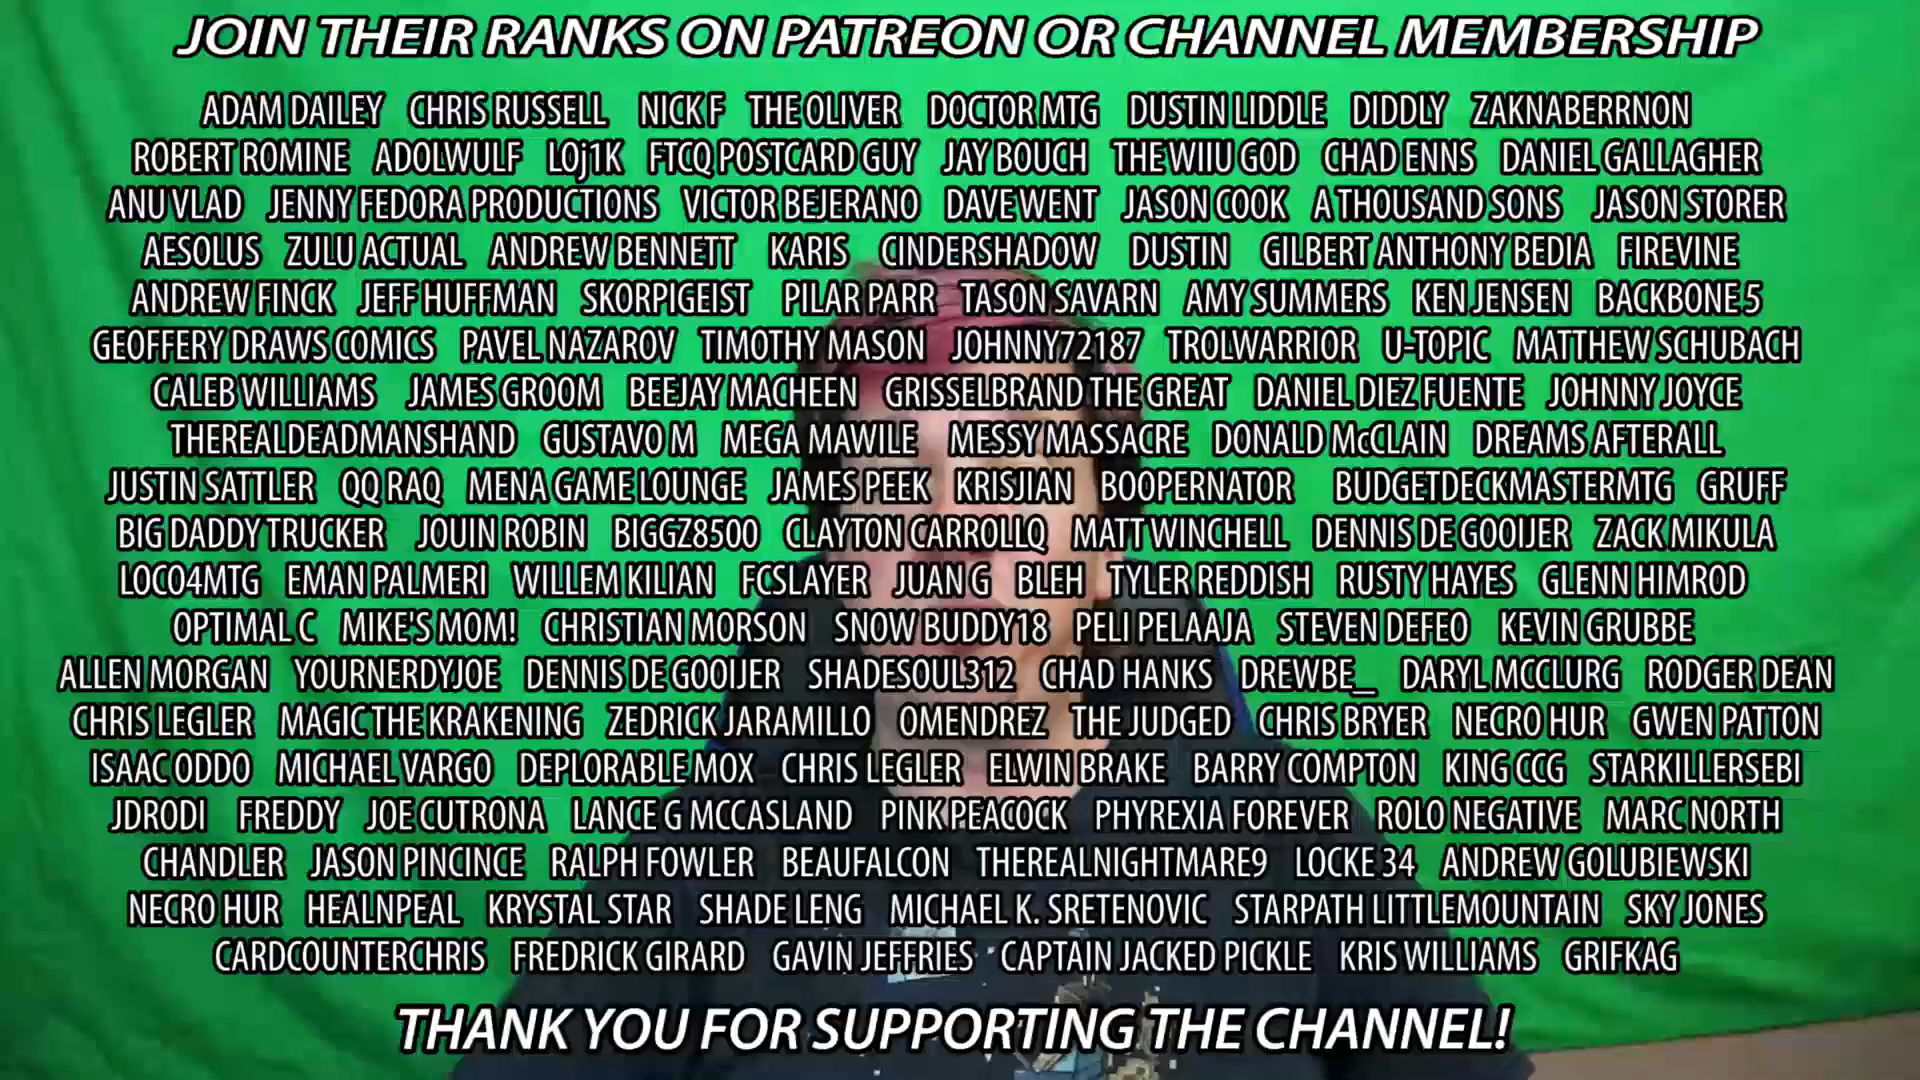 JOIN THEIR RANKS ON PATREON OR CHANNEL MEMBERSHIP
ADAM DAILEY CHRIS RUSSELL NICK F THE OLIVER DOCTOR MTG DUSTIN LIDDLE DIDDLY ZAKNABERRNON
ROBERT ROMINE ADOLWULF L0j1K FTCQ POSTCARD GUY JAY BOUCH THE WIIU GOD CHAD ENNS DANIEL GALLAGHER
ANU VLAD JENNY FEDORA PRODUCTIONS VICTOR BEJERANO DAVE WENT JASON COOK A THOUSAND SONS JASON STORER
AESOLUS ZULU ACTUAL ANDREW BENNETT KARIS CINDERSHADOW DUSTIN GILBERT ANTHONY BEDIA FIREVINE
ANDREW FINCK JEFF HUFFMAN SKORPIGEIST PILAR PARR TASON SAVARN AMY SUMMERS KEN JENSEN BACKBONE 5
GEOFFERY DRAWS COMICS PAVEL NAZAROV TIMOTHY MASON JOHNNY72187 TROLWARRIOR U-TOPIC MATTHEW SCHUBACH
CALEB WILLIAMS JAMES GROOM BEEJAY MACHEEN GRISSELBRAND THE GREAT DANIEL DIEZ FUENTE JOHNNY JOYCE
THEREALDEADMANSHAND GUSTAVO M MEGA MAWILE MESSY MASSACRE DONALD McCLAIN DREAMS AFTERALL
JUSTIN SATTLER QQ RAQ MENA GAME LOUNGE JAMES PEEK KRISJIAN BOOPERNATOR BUDGETDECKMASTERMTG GRUFF
BIG DADDY TRUCKER JOUIN ROBIN BIGGZ8500 CLAYTON CARROLLQ MATT WINCHELL DENNIS DE GOOIJER ZACK MIKULA
LOCO4MTG EMAN PALMERI WILLEM KILIAN FCSLAYER JUAN G BLEH TYLER REDDISH RUSTY HAYES GLENN HIMROD
OPTIMAL C MIKE'S MOM! CHRISTIAN MORSON SNOW BUDDY18 PELI PELAAJA STEVEN DEFEO KEVIN GRUBBE
ALLEN MORGAN YOURNERDYJOE DENNIS DE GOOIJER SHADESOUL312 CHAD HANKS DREWBE_ DARYL MCCLURG RODGER DEAN
CHRIS LEGLER MAGIC THE KRAKENING ZEDRICK JARAMILLO OMENDREZ THE JUDGED CHRIS BRYER NECRO HUR GWEN PATTON
ISAAC ODDO MICHAEL VARGO DEPLORABLE MOX CHRIS LEGLER ELWIN BRAKE BARRY COMPTON KING CCG STARKILLERSEBI
JDRODI FREDDY JOE CUTRONA LANCE G MCCASLAND PINK PEACOCK PHYREXIA FOREVER ROLO NEGATIVE MARC NORTH
CHANDLER JASON PINCINCE RALPH FOWLER BEAUFALCON THEREALNIGHTMARE9 LOCKE 34 ANDREW GOLUBIEWSKI
NECRO HUR HEALNPEAL KRYSTAL STAR SHADE LENG MICHAEL K. SRETENOVIC STARPATH LITTLEMOUNTAIN SKY JONES
CARDCOUNTERCHRIS FREDRICK GIRARD GAVIN JEFFRIES CAPTAIN JACKED PICKLE KRIS WILLIAMS GRIFKAG
THANK YOU FOR SUPPORTING THE CHANNEL!